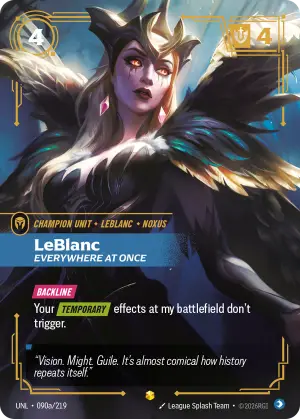 4
4
CHAMPION UNIT • LEBLANC • NOXUS
LeBlanc
EVERYWHERE AT ONCE
BACKLINE
Your TEMPORARY effects at my battlefield don't
trigger.
"Vision. Might. Guile. It's almost comical how history
repeats itself."
UNL • 090a/219
League Splash Team
©2026RGI